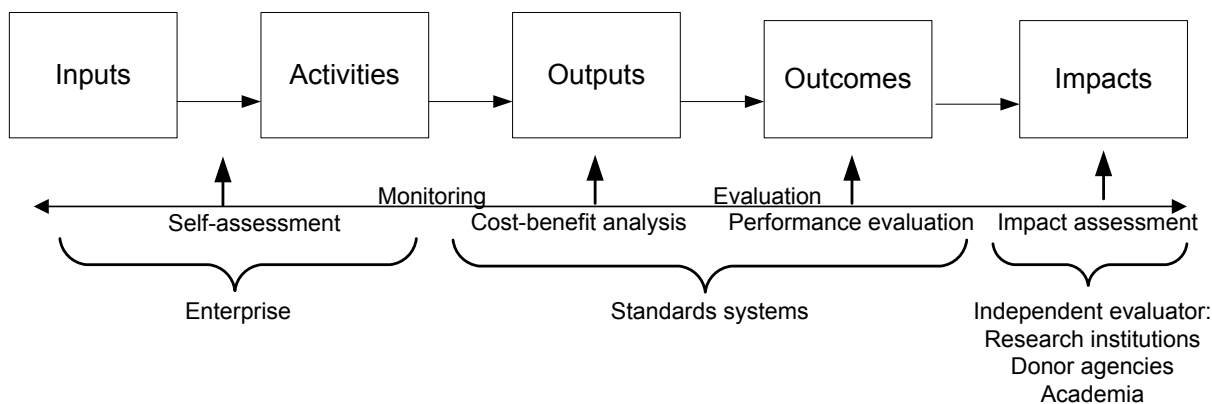 Inputs
Activities
Outputs
Outcomes
Impacts
Monitoring
Evaluation
Self-assessment
Cost-benefit analysis
Performance evaluation
Impact assessment
Enterprise
Standards systems
Independent evaluator:
Research institutions
Donor agencies
Academia